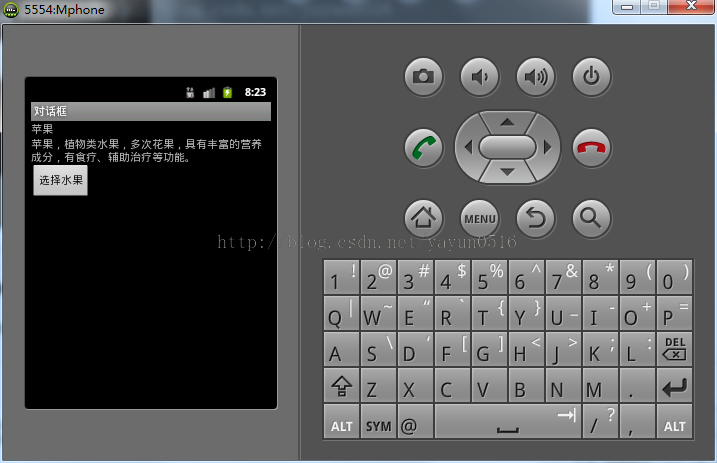 5554:Mphone
8:23
对话框
苹果
苹果，植物类水果，多次花果，具有丰富的营养
成分，有食疗、辅助治疗等功能。
选择水果
MENU
http://blog.csdn.net/yayun0516
1 ! 2 @ 3 # 4 $ 5 % 6 ^ 7 & 8 * 9 ( 0 )
Q | W ~ E “ R ` T { Y } U _ I - O + P =
A S \ D ‘ F [ G ] H < J > K ; L : DEL
Z X C V B N M .
ALT SYM @ / ? , ALT